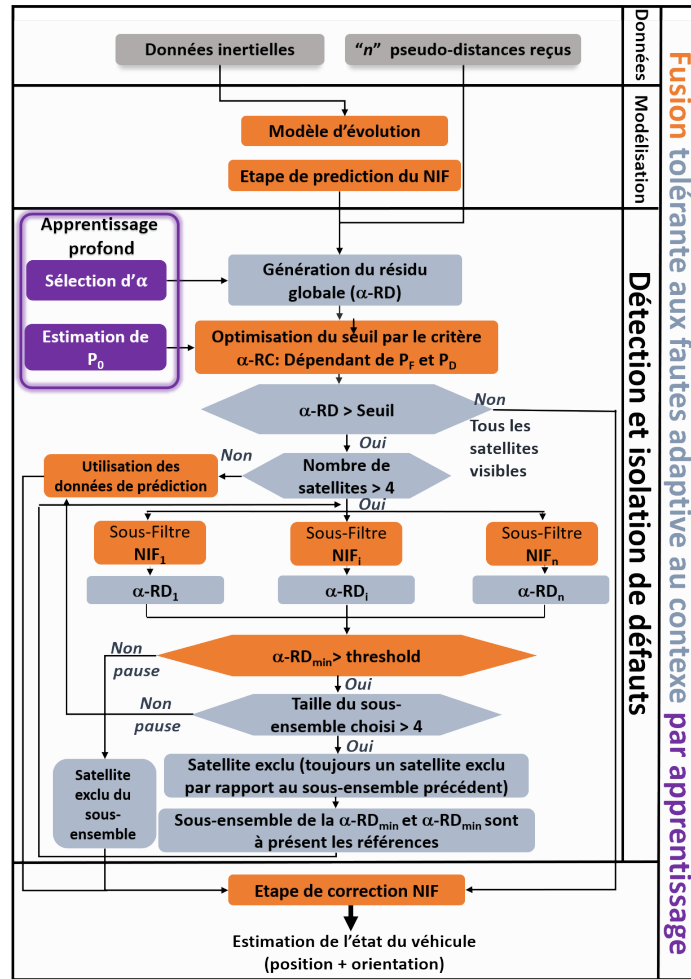 Données inertielles
“n” pseudo-distances reçus
Données
Modèle d’évolution
Etape de prediction du NIF
Modélisation
Apprentissage
profond
Sélection d’α
Génération du résidu
globale (α-RD)
Estimation de
P0
Optimisation du seuil par le critère
α-RC: Dépendant de PF et PD
α-RD > Seuil
Non
Tous les
satellites
visibles
Oui
Utilisation des
données de prédiction
Non
Nombre de
satellites > 4
Oui
Sous-Filtre
NIF1
Sous-Filtre
NIFi
Sous-Filtre
NIFn
α-RD1
α-RDi
α-RDn
Non
pause
α-RDmin> threshold
Oui
Non
pause
Taille du sous-
ensemble choisi > 4
Oui
Satellite exclu du
sous-
ensemble
Satellite exclu (toujours un satellite exclu
par rapport au sous-ensemble précédent)
Sous-ensemble de la α-RDmin et α-RDmin sont
à présent les références
Détection et isolation de défauts
Etape de correction NIF
Estimation de l’état du véhicule
(position + orientation)
Fusion tolérante aux fautes adaptive au contexe par apprentissage